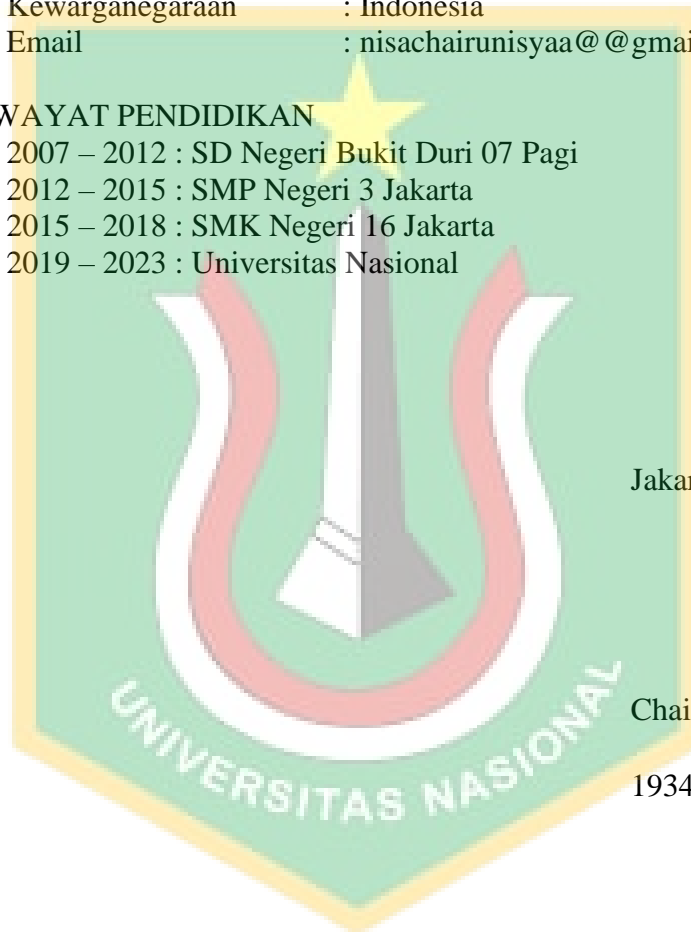 Kewarganegaraan : Indonesia
Email : nisachairunisyaa@@gmai
WAYAT PENDIDIKAN
2007 – 2012 : SD Negeri Bukit Duri 07 Pagi
2012 – 2015 : SMP Negeri 3 Jakarta
2015 – 2018 : SMK Negeri 16 Jakarta
2019 – 2023 : Universitas Nasional
Jakar
Chai
1934
UNIVERSITAS NASIONAL